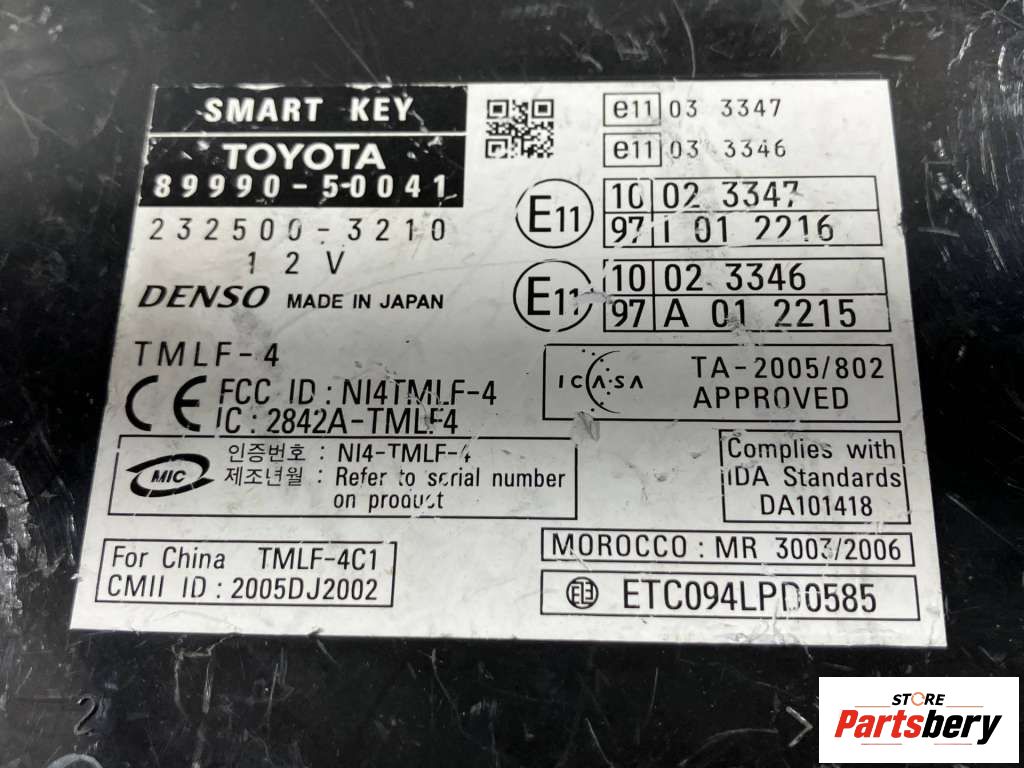 SMART KEY
TOYOTA
89990-50041
232500-3210
12V
DENSO MADE IN JAPAN
TMLF-4
CE FCC ID : NI4TMLF-4
IC : 2842A-TMLF4
MIC 인증번호 : NI4-TMLF-4
제조년월 : Refer to serial number
on product
For China TMLF-4C1
CMII ID : 2005DJ2002
e11 03 3347
e11 03 3346
E11 10 02 3347
97 I 01 2216
E11 10 02 3346
97 A 01 2215
ICASA TA-2005/802
APPROVED
Complies with
IDA Standards
DA101418
MOROCCO : MR 3003/2006
ETC094LPD0585
2
STORE
Partsbery